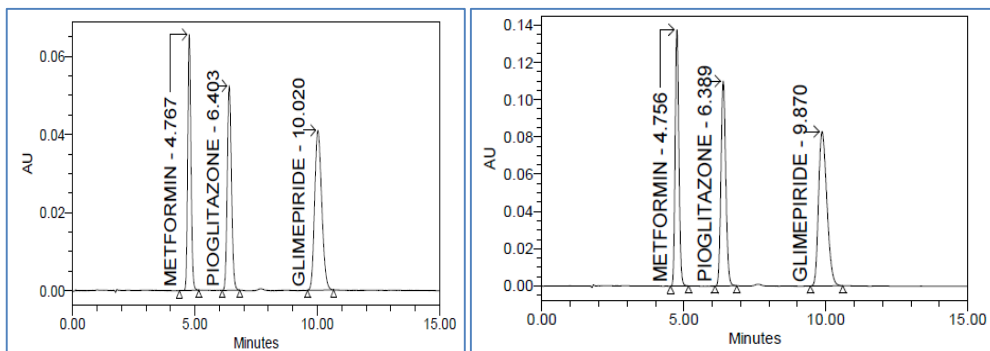 0.06
0.04
0.02
0.00
AU
METFORMIN - 4.767
PIOGLITAZONE - 6.403
GLIMEPIRIDE - 10.020
0.00 5.00 10.00 15.00
Minutes
0.14
0.12
0.10
0.08
0.06
0.04
0.02
0.00
AU
METFORMIN - 4.756
PIOGLITAZONE - 6.389
GLIMEPIRIDE - 9.870
0.00 5.00 10.00 15.00
Minutes